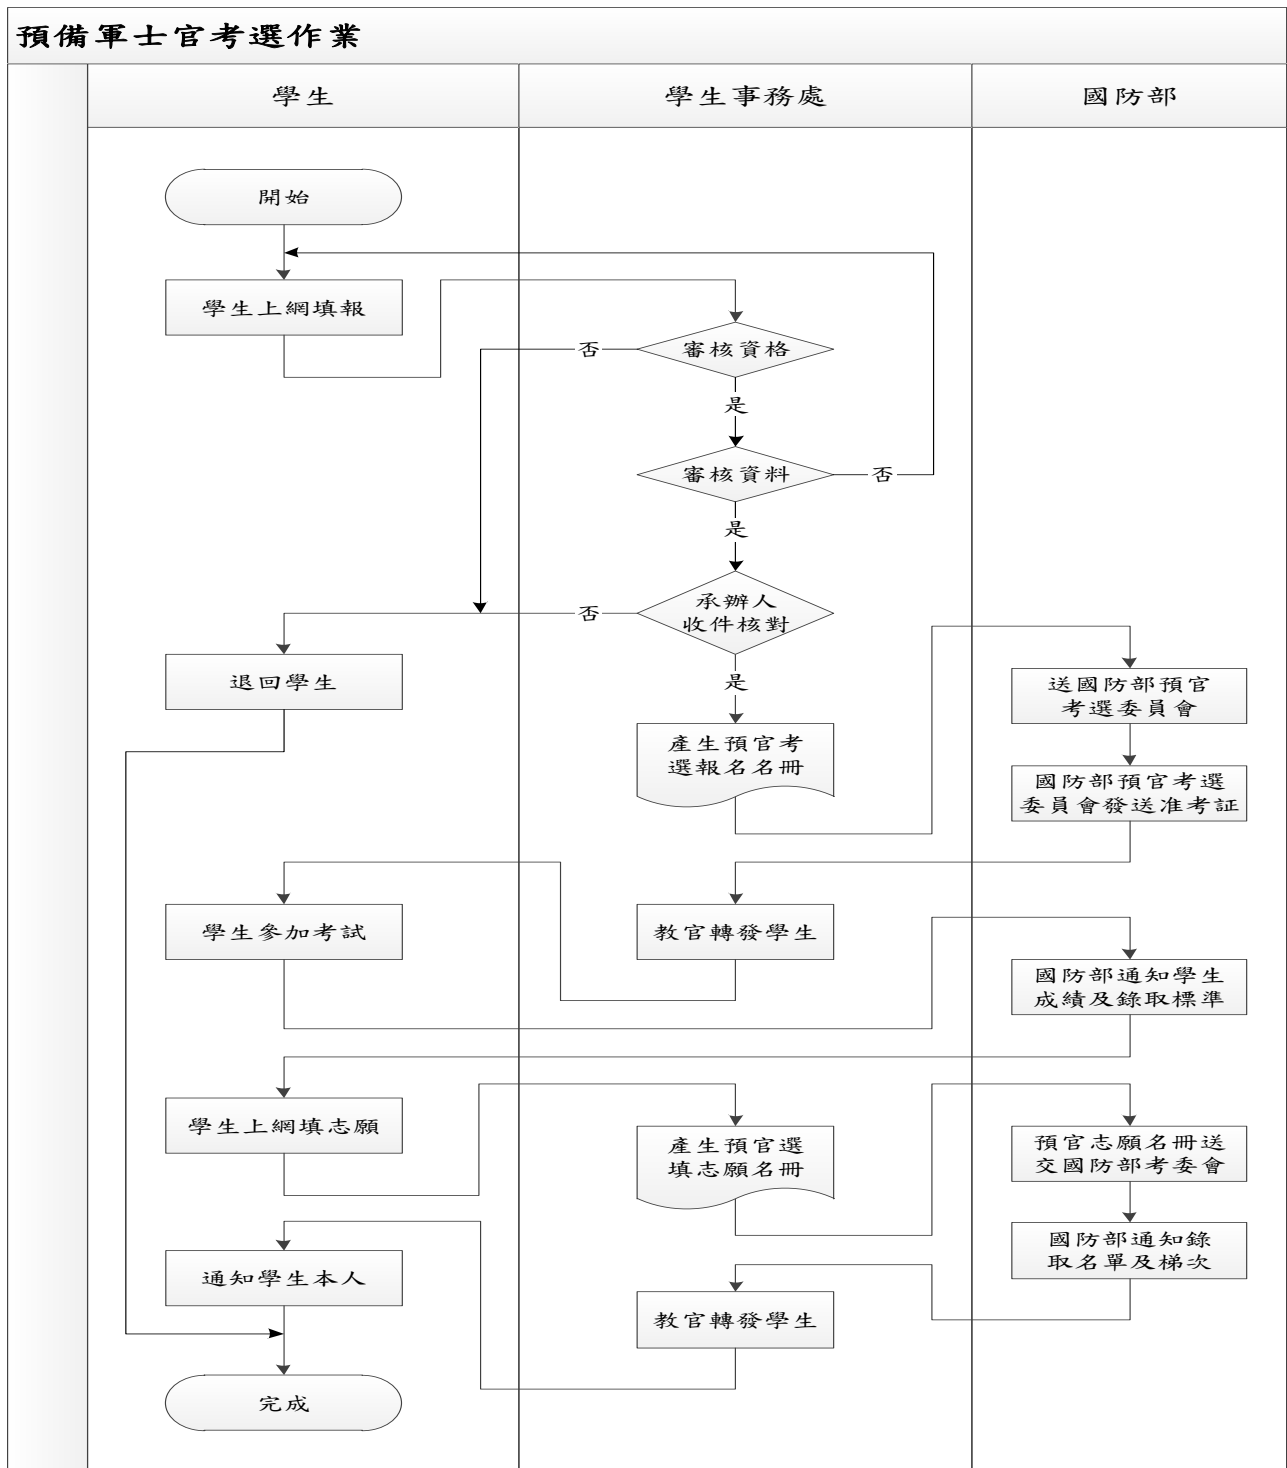 預備軍士官考選作業
學生
學生事務處
國防部
開始
學生上網填報
否
審核資格
是
審核資料
否
是
承辦人
收件核對
否
是
退回學生
送國防部預官
考選委員會
產生預官考
選報名名冊
國防部預官考選
委員會發送准考証
學生參加考試
教官轉發學生
國防部通知學生
成績及錄取標準
學生上網填志願
產生預官選
填志願名冊
預官志願名冊送
交國防部考委會
國防部通知錄
取名單及梯次
通知學生本人
教官轉發學生
完成